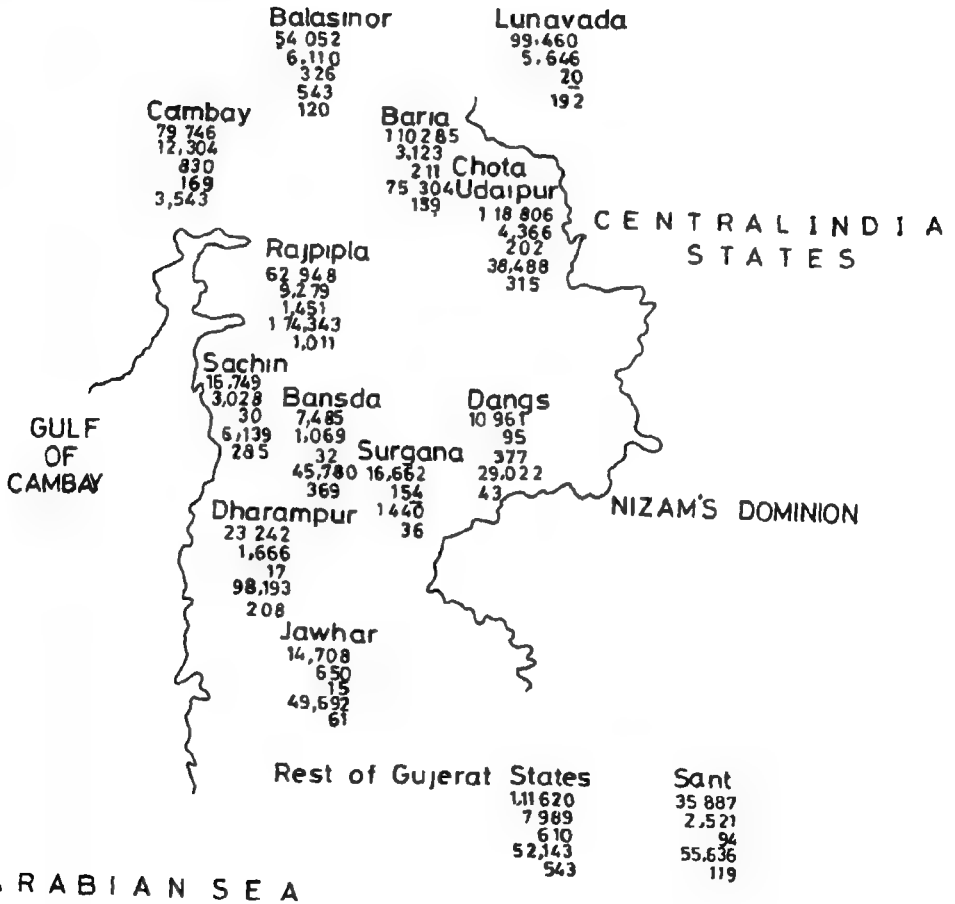 Balasinor
54 052
6,110
326
543
120
Lunavada
99,460
5,646
20
192
Cambay
79 746
12,304
830
169
3,543
Baria
110285
3,123
211
75 304
139
Chota
Udaipur
1 18 806
4,366
202
38,488
315
CENTRAL INDIA
STATES
Rajpipla
62 948
9,279
1,451
1 74,343
1,011
Sachin
16,749
3,028
30
6,139
285
Bansda
7,485
1,069
32
45,780
369
Dangs
10 961
95
377
29,022
43
Surgana
16,662
154
1440
36
GULF
OF
CAMBAY
NIZAM'S DOMINION
Dharampur
23 242
1,666
17
98,193
208
Jawhar
14,708
650
15
49,692
61
Rest of Gujerat States
1,11620
7 989
610
52,143
543
Sant
35 887
2,521
94
55,636
119
ARABIAN SEA